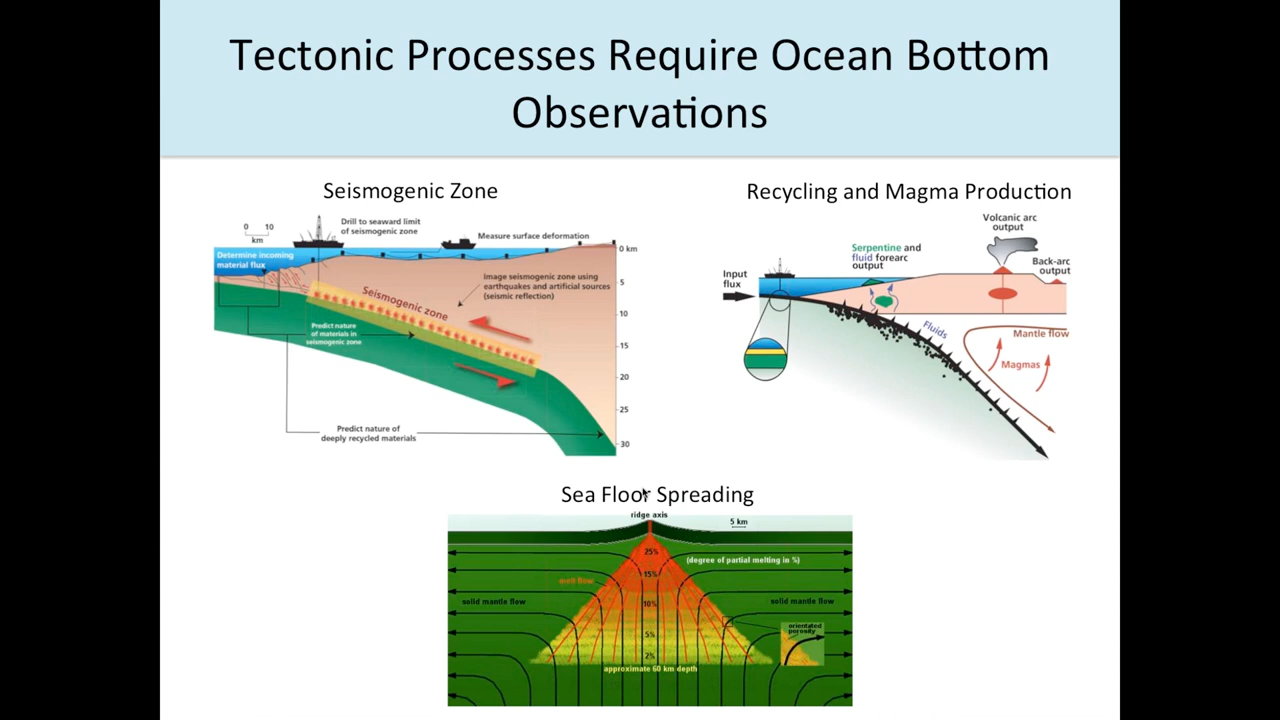 Tectonic Processes Require Ocean Bottom
Observations
Seismogenic Zone
0 10
km
Drill to seaward limit
of seismogenic zone
Measure surface deformation
Determine incoming
material flux
Image seismogenic zone using
earthquakes and artificial sources
(seismic reflection)
Seismogenic zone
Predict nature
of materials in
seismogenic zone
Predict nature of
deeply recycled materials
0 km
5
10
15
20
25
30
Recycling and Magma Production
Volcanic arc
output
Serpentine and
fluid forearc
output
Back-arc
output
Input
flux
Fluids
Mantle flow
Magmas
Sea Floor Spreading
ridge axis
5 km
25%
(degree of partial melting in %)
15%
melt flow
solid mantle flow
10%
solid mantle flow
orientated
porosity
5%
2%
approximate 60 km depth